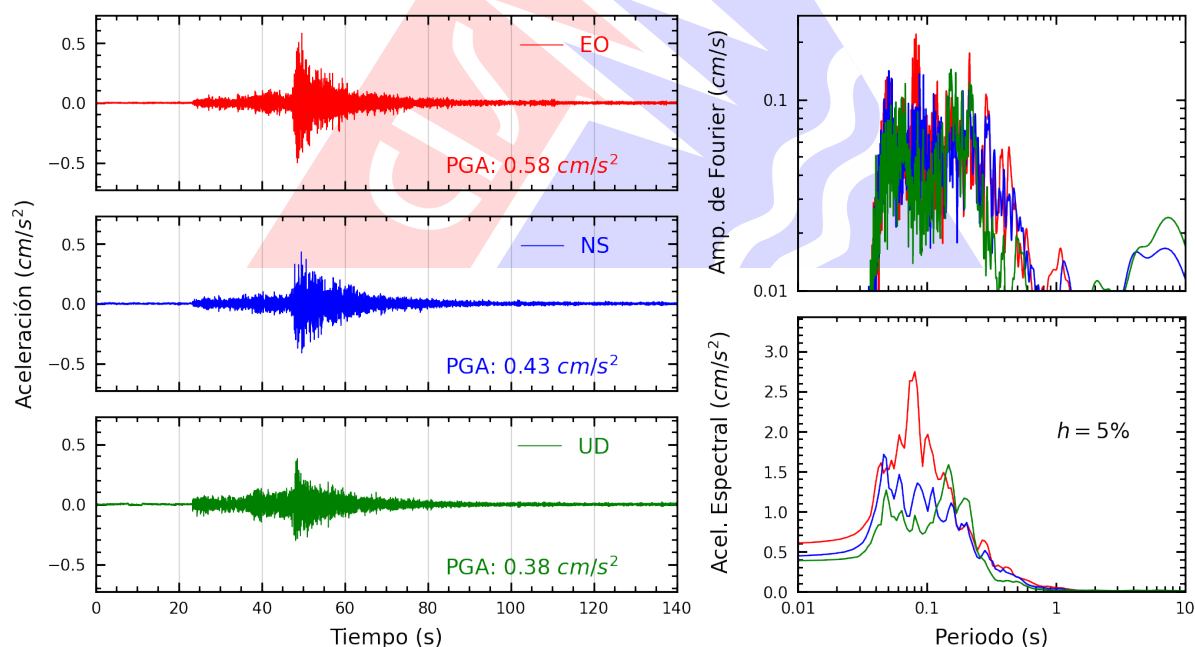 Aceleración (cm/s²)
0.5
0.0
−0.5
EO
PGA: 0.58 cm/s²
0.5
0.0
−0.5
NS
PGA: 0.43 cm/s²
0.5
0.0
−0.5
UD
PGA: 0.38 cm/s²
0 20 40 60 80 100 120 140
Tiempo (s)
Amp. de Fourier (cm/s)
0.1
0.01
Acel. Espectral (cm/s²)
3.0
2.5
2.0
1.5
1.0
0.5
0.0
h = 5%
0.01 0.1 1 10
Periodo (s)